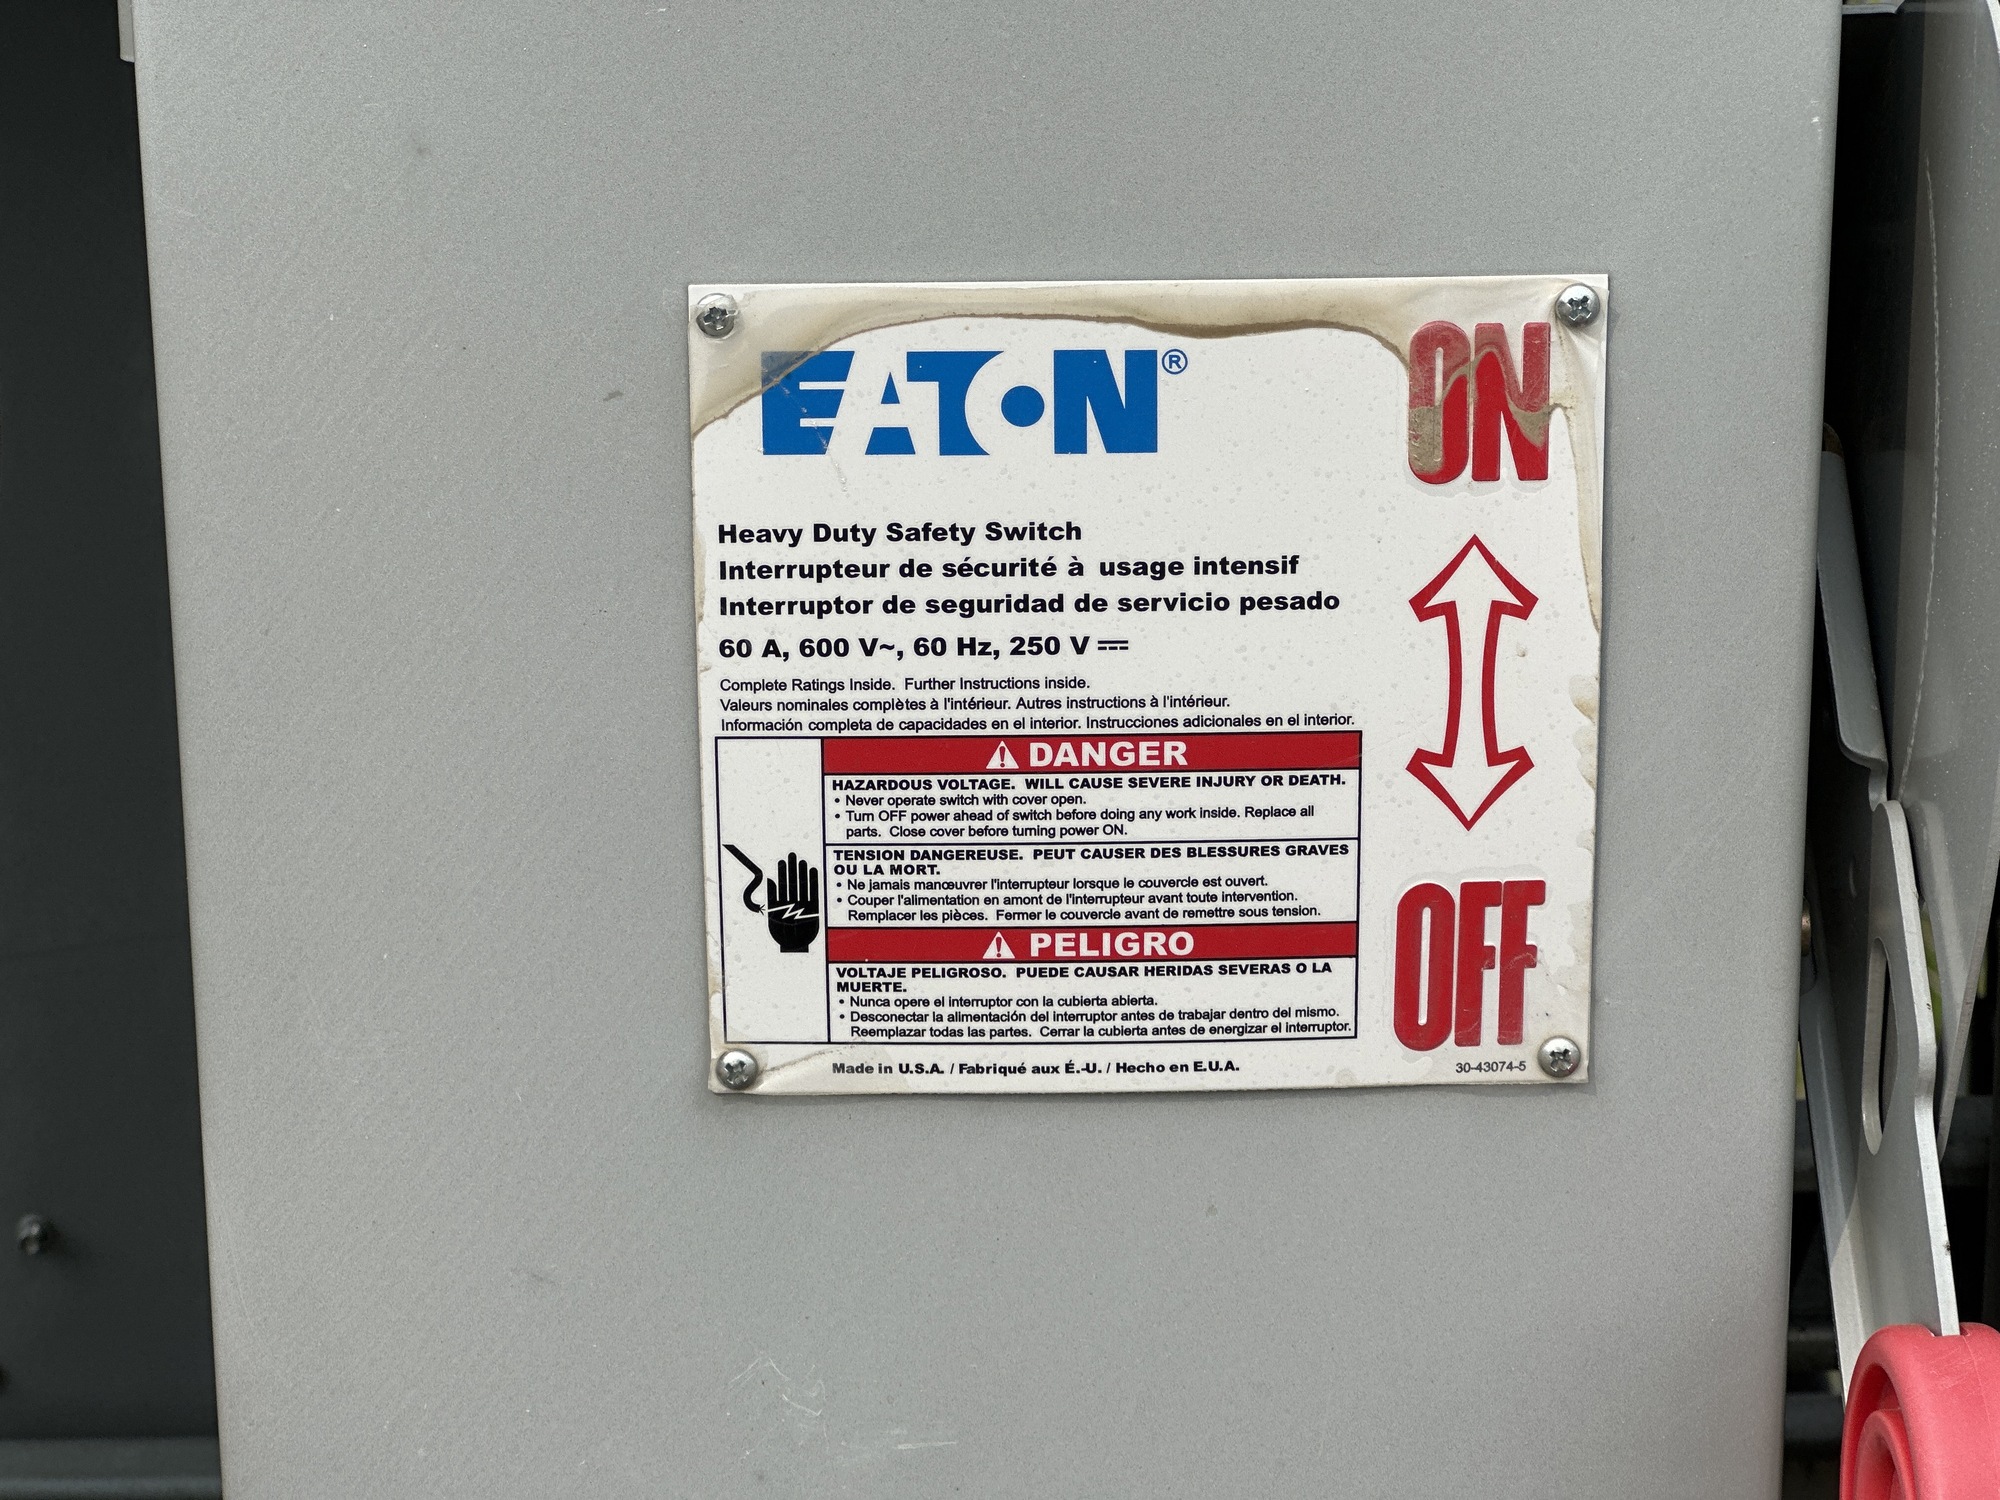 EATON®
ON
Heavy Duty Safety Switch
Interrupteur de sécurité à usage intensif
Interruptor de seguridad de servicio pesado
60 A, 600 V~, 60 Hz, 250 V ⎓
Complete Ratings Inside. Further Instructions inside.
Valeurs nominales complètes à l'intérieur. Autres instructions à l'intérieur.
Información completa de capacidades en el interior. Instrucciones adicionales en el interior.
⚠ DANGER
HAZARDOUS VOLTAGE. WILL CAUSE SEVERE INJURY OR DEATH.
• Never operate switch with cover open.
• Turn OFF power ahead of switch before doing any work inside. Replace all
parts. Close cover before turning power ON.
TENSION DANGEREUSE. PEUT CAUSER DES BLESSURES GRAVES
OU LA MORT.
• Ne jamais manœuvrer l'interrupteur lorsque le couvercle est ouvert.
• Couper l'alimentation en amont de l'interrupteur avant toute intervention.
Remplacer les pièces. Fermer le couvercle avant de remettre sous tension.
⚠ PELIGRO
VOLTAJE PELIGROSO. PUEDE CAUSAR HERIDAS SEVERAS O LA
MUERTE.
• Nunca opere el interruptor con la cubierta abierta.
• Desconectar la alimentación del interruptor antes de trabajar dentro del mismo.
Reemplazar todas las partes. Cerrar la cubierta antes de energizar el interruptor.
OFF
Made in U.S.A. / Fabriqué aux É.-U. / Hecho en E.U.A.
30-43074-5